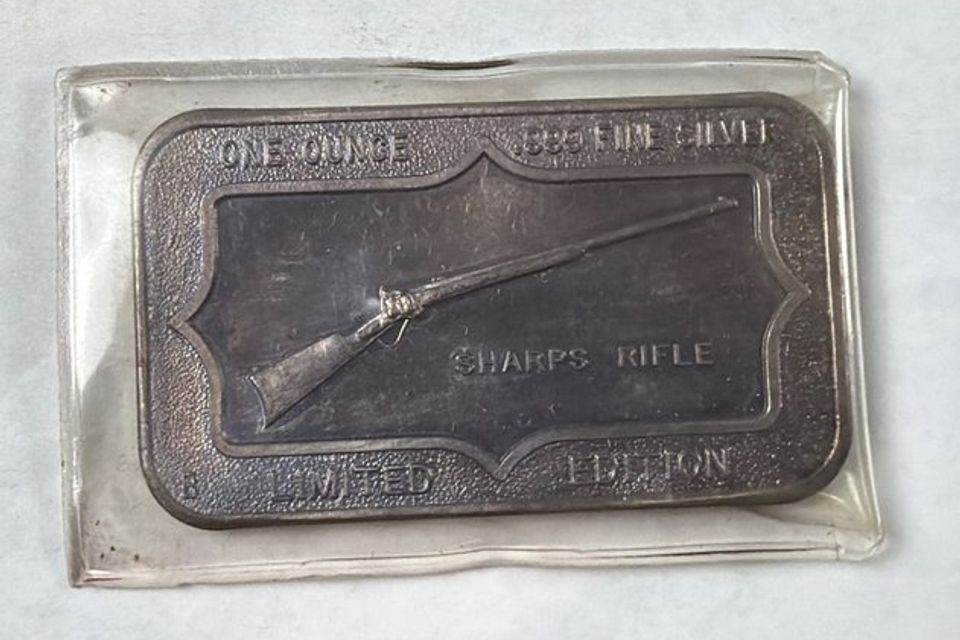 ONE OUNCE .999 FINE SILVER
SHARPS RIFLE
B LIMITED EDITION